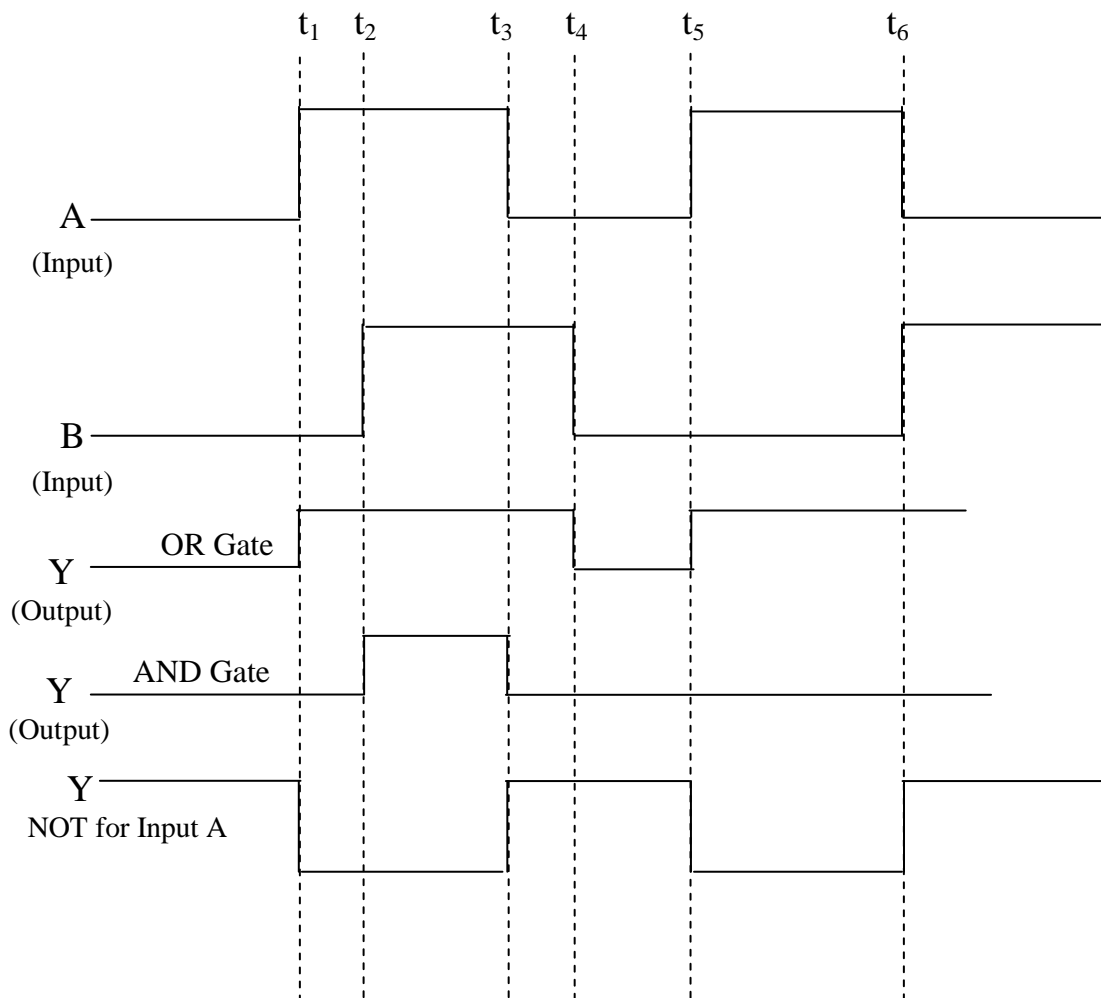 t₁ t₂ t₃ t₄ t₅ t₆
A
(Input)
B
(Input)
OR Gate
Y
(Output)
AND Gate
Y
(Output)
Y
NOT for Input A